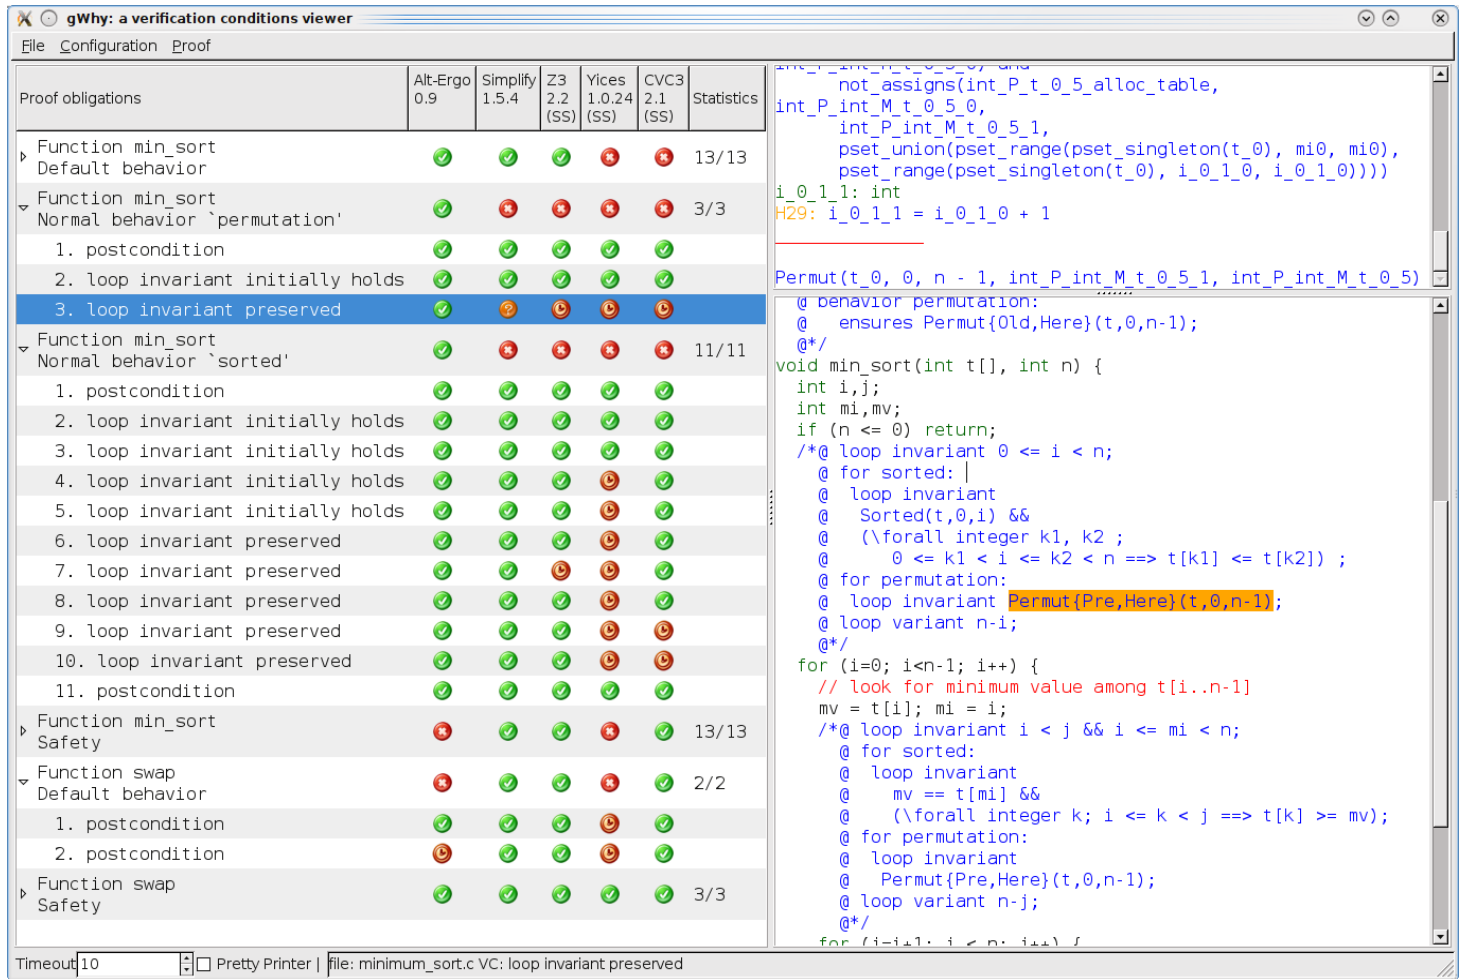 gWhy: a verification conditions viewer
File Configuration Proof
Proof obligations
Alt-Ergo 0.9
Simplify 1.5.4
Z3 2.2 (SS)
Yices 1.0.24 (SS)
CVC3 2.1 (SS)
Statistics
Function min_sort
Default behavior
13/13
Function min_sort
Normal behavior `permutation'
3/3
1. postcondition
2. loop invariant initially holds
3. loop invariant preserved
Function min_sort
Normal behavior `sorted'
11/11
1. postcondition
2. loop invariant initially holds
3. loop invariant initially holds
4. loop invariant initially holds
5. loop invariant initially holds
6. loop invariant preserved
7. loop invariant preserved
8. loop invariant preserved
9. loop invariant preserved
10. loop invariant preserved
11. postcondition
Function min_sort
Safety
13/13
Function swap
Default behavior
2/2
1. postcondition
2. postcondition
Function swap
Safety
3/3
int_P_int_M_t_0_5_0) and
not_assigns(int_P_t_0_5_alloc_table,
int_P_int_M_t_0_5_0,
int_P_int_M_t_0_5_1,
pset_union(pset_range(pset_singleton(t_0), mi0, mi0),
pset_range(pset_singleton(t_0), i_0_1_0, i_0_1_0))))
i_0_1_1: int
H29: i_0_1_1 = i_0_1_0 + 1
Permut(t_0, 0, n - 1, int_P_int_M_t_0_5_1, int_P_int_M_t_0_5)
@ behavior permutation:
@   ensures Permut{Old,Here}(t,0,n-1);
@*/
void min_sort(int t[], int n) {
int i,j;
int mi,mv;
if (n <= 0) return;
/*@ loop invariant 0 <= i < n;
@ for sorted:
@  loop invariant
@   Sorted(t,0,i) &&
@   (\forall integer k1, k2 ;
@      0 <= k1 < i <= k2 < n ==> t[k1] <= t[k2]) ;
@ for permutation:
@  loop invariant Permut{Pre,Here}(t,0,n-1);
@ loop variant n-i;
@*/
for (i=0; i<n-1; i++) {
// look for minimum value among t[i..n-1]
mv = t[i]; mi = i;
/*@ loop invariant i < j && i <= mi < n;
@ for sorted:
@  loop invariant
@    mv == t[mi] &&
@    (\forall integer k; i <= k < j ==> t[k] >= mv);
@ for permutation:
@  loop invariant
@   Permut{Pre,Here}(t,0,n-1);
@ loop variant n-j;
@*/
for (j=i+1; j < n; j++) {
Timeout 10 Pretty Printer | file: minimum_sort.c VC: loop invariant preserved